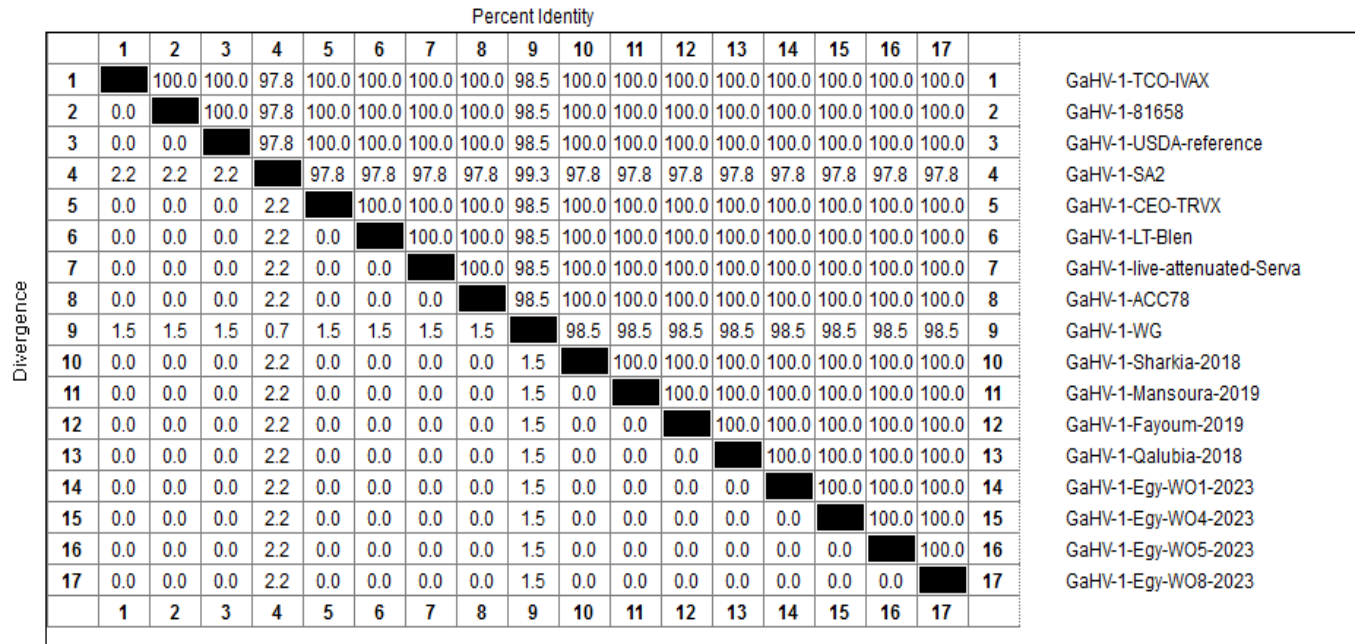 Percent Identity
1 2 3 4 5 6 7 8 9 10 11 12 13 14 15 16 17
1 100.0 100.0 97.8 100.0 100.0 100.0 100.0 98.5 100.0 100.0 100.0 100.0 100.0 100.0 100.0 100.0 1 GaHV-1-TCO-IVAX
2 0.0 100.0 97.8 100.0 100.0 100.0 100.0 98.5 100.0 100.0 100.0 100.0 100.0 100.0 100.0 100.0 2 GaHV-1-81658
3 0.0 0.0 97.8 100.0 100.0 100.0 100.0 98.5 100.0 100.0 100.0 100.0 100.0 100.0 100.0 100.0 3 GaHV-1-USDA-reference
4 2.2 2.2 2.2 97.8 97.8 97.8 97.8 99.3 97.8 97.8 97.8 97.8 97.8 97.8 97.8 97.8 4 GaHV-1-SA2
5 0.0 0.0 0.0 2.2 100.0 100.0 100.0 98.5 100.0 100.0 100.0 100.0 100.0 100.0 100.0 100.0 5 GaHV-1-CEO-TRVX
6 0.0 0.0 0.0 2.2 0.0 100.0 100.0 98.5 100.0 100.0 100.0 100.0 100.0 100.0 100.0 100.0 6 GaHV-1-LT-Blen
7 0.0 0.0 0.0 2.2 0.0 0.0 100.0 98.5 100.0 100.0 100.0 100.0 100.0 100.0 100.0 100.0 7 GaHV-1-live-attenuated-Serva
8 0.0 0.0 0.0 2.2 0.0 0.0 0.0 98.5 100.0 100.0 100.0 100.0 100.0 100.0 100.0 100.0 8 GaHV-1-ACC78
9 1.5 1.5 1.5 0.7 1.5 1.5 1.5 1.5 98.5 98.5 98.5 98.5 98.5 98.5 98.5 98.5 9 GaHV-1-WG
10 0.0 0.0 0.0 2.2 0.0 0.0 0.0 0.0 1.5 100.0 100.0 100.0 100.0 100.0 100.0 100.0 10 GaHV-1-Sharkia-2018
11 0.0 0.0 0.0 2.2 0.0 0.0 0.0 0.0 1.5 0.0 100.0 100.0 100.0 100.0 100.0 100.0 11 GaHV-1-Mansoura-2019
12 0.0 0.0 0.0 2.2 0.0 0.0 0.0 0.0 1.5 0.0 0.0 100.0 100.0 100.0 100.0 100.0 12 GaHV-1-Fayoum-2019
13 0.0 0.0 0.0 2.2 0.0 0.0 0.0 0.0 1.5 0.0 0.0 0.0 100.0 100.0 100.0 100.0 13 GaHV-1-Qalubia-2018
14 0.0 0.0 0.0 2.2 0.0 0.0 0.0 0.0 1.5 0.0 0.0 0.0 0.0 100.0 100.0 100.0 14 GaHV-1-Egy-WO1-2023
15 0.0 0.0 0.0 2.2 0.0 0.0 0.0 0.0 1.5 0.0 0.0 0.0 0.0 0.0 100.0 100.0 15 GaHV-1-Egy-WO4-2023
16 0.0 0.0 0.0 2.2 0.0 0.0 0.0 0.0 1.5 0.0 0.0 0.0 0.0 0.0 0.0 100.0 16 GaHV-1-Egy-WO5-2023
17 0.0 0.0 0.0 2.2 0.0 0.0 0.0 0.0 1.5 0.0 0.0 0.0 0.0 0.0 0.0 0.0 17 GaHV-1-Egy-WO8-2023
1 2 3 4 5 6 7 8 9 10 11 12 13 14 15 16 17
Divergence